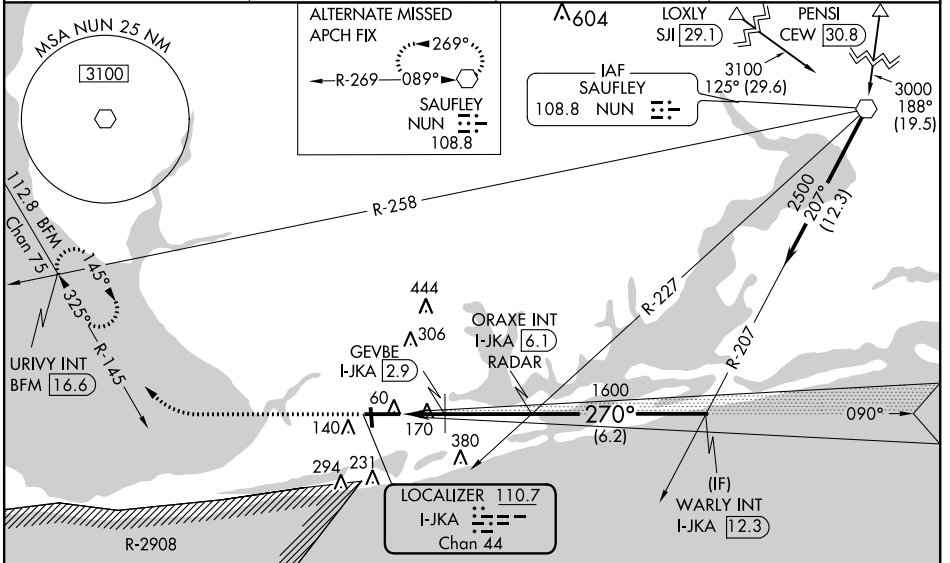 MSA NUN 25 NM
3100
ALTERNATE MISSED
APCH FIX
269°
R-269
089°
SAUFLEY
NUN
108.8
604
LOXLY
SJI 29.1
PENSI
CEW 30.8
3100
125° (29.6)
3000
188°
(19.5)
IAF
SAUFLEY
108.8 NUN
R-258
2500
207°
(12.3)
112.8 BFM
Chan 75
145°
325°
R-145
URIVY INT
BFM 16.6
R-227
R-207
444
306
ORAXE INT
I-JKA 6.1
RADAR
GEVBE
I-JKA 2.9
1600
270°
(6.2)
090°
60
140
170
380
294
231
(IF)
WARLY INT
I-JKA 12.3
LOCALIZER 110.7
I-JKA
Chan 44
R-2908